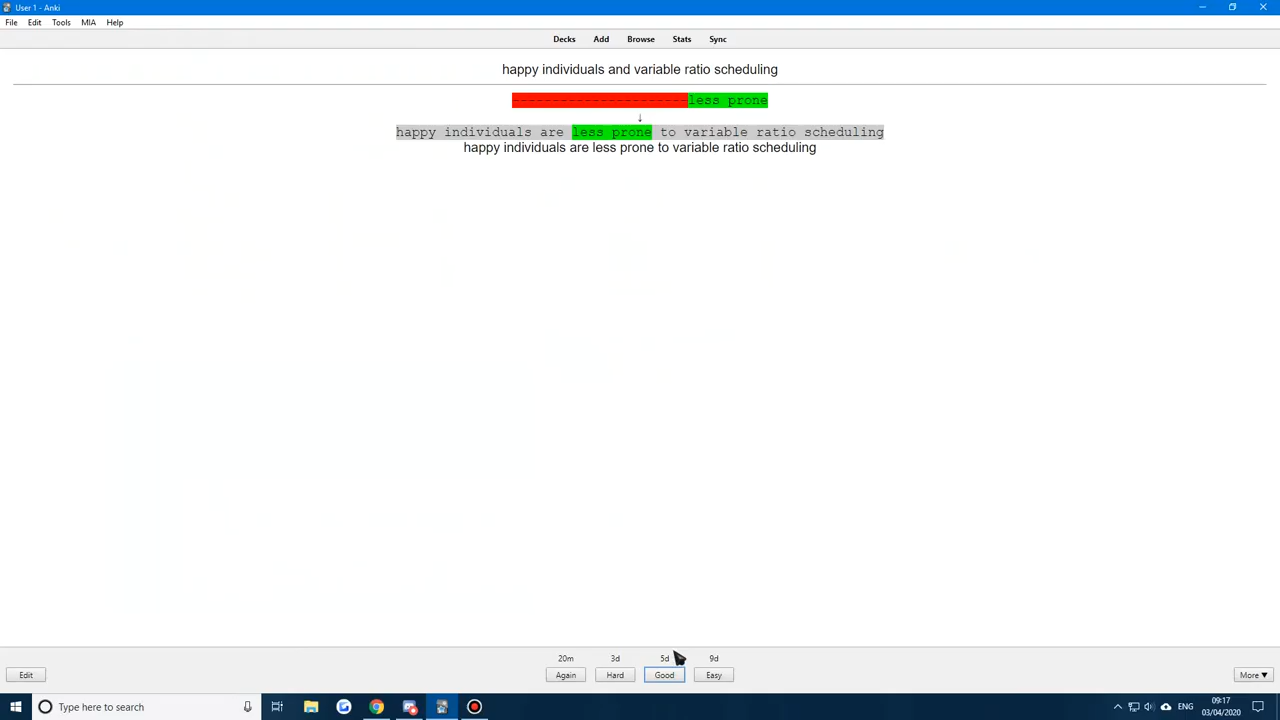 User 1 - Anki
File Edit Tools MIA Help
Decks Add Browse Stats Sync
happy individuals and variable ratio scheduling
----------------------less prone
↓
happy individuals are less prone to variable ratio scheduling
happy individuals are less prone to variable ratio scheduling
20m 3d 5d 9d
Edit Again Hard Good Easy More ▼
Type here to search
ENG
09:17
03/04/2020